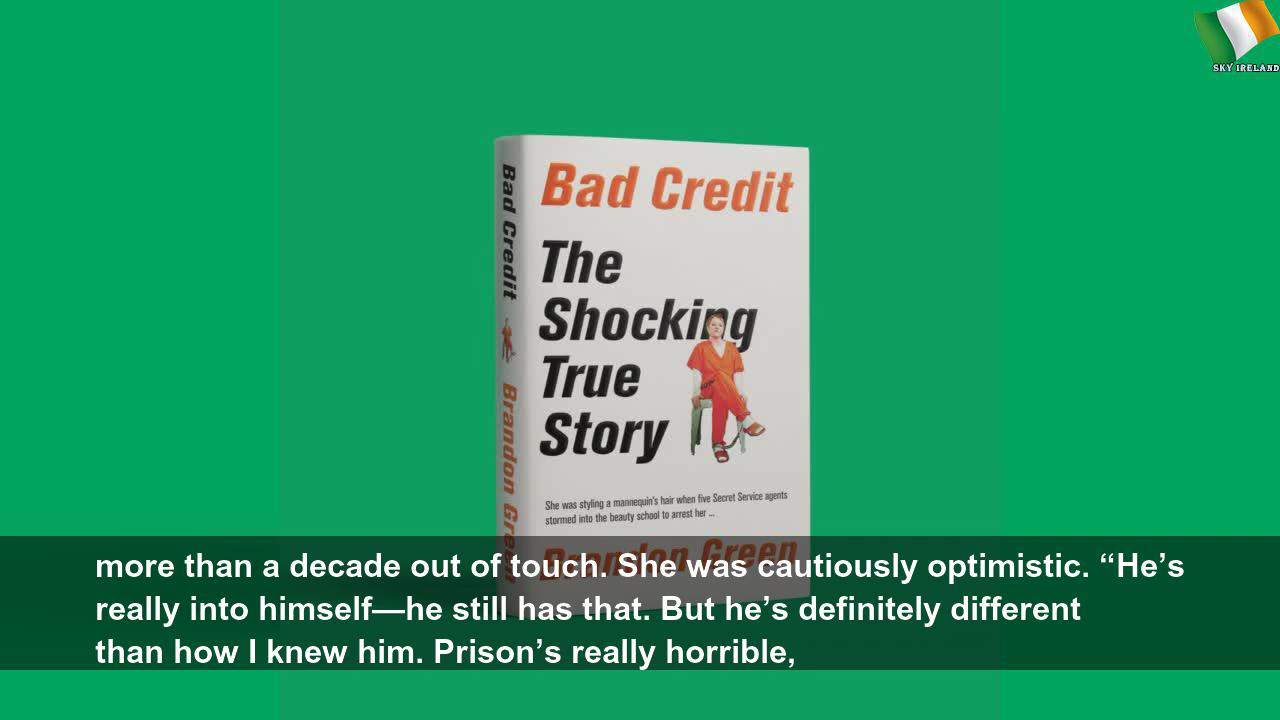 SKY IRELAND
Bad Credit
The
Shocking
True
Story
She was styling a mannequin's hair when five Secret Service agents
stormed into the beauty school to arrest her ...
Brandon Green
Bad Credit Brandon Green
more than a decade out of touch. She was cautiously optimistic. “He’s
really into himself—he still has that. But he’s definitely different
than how I knew him. Prison’s really horrible,